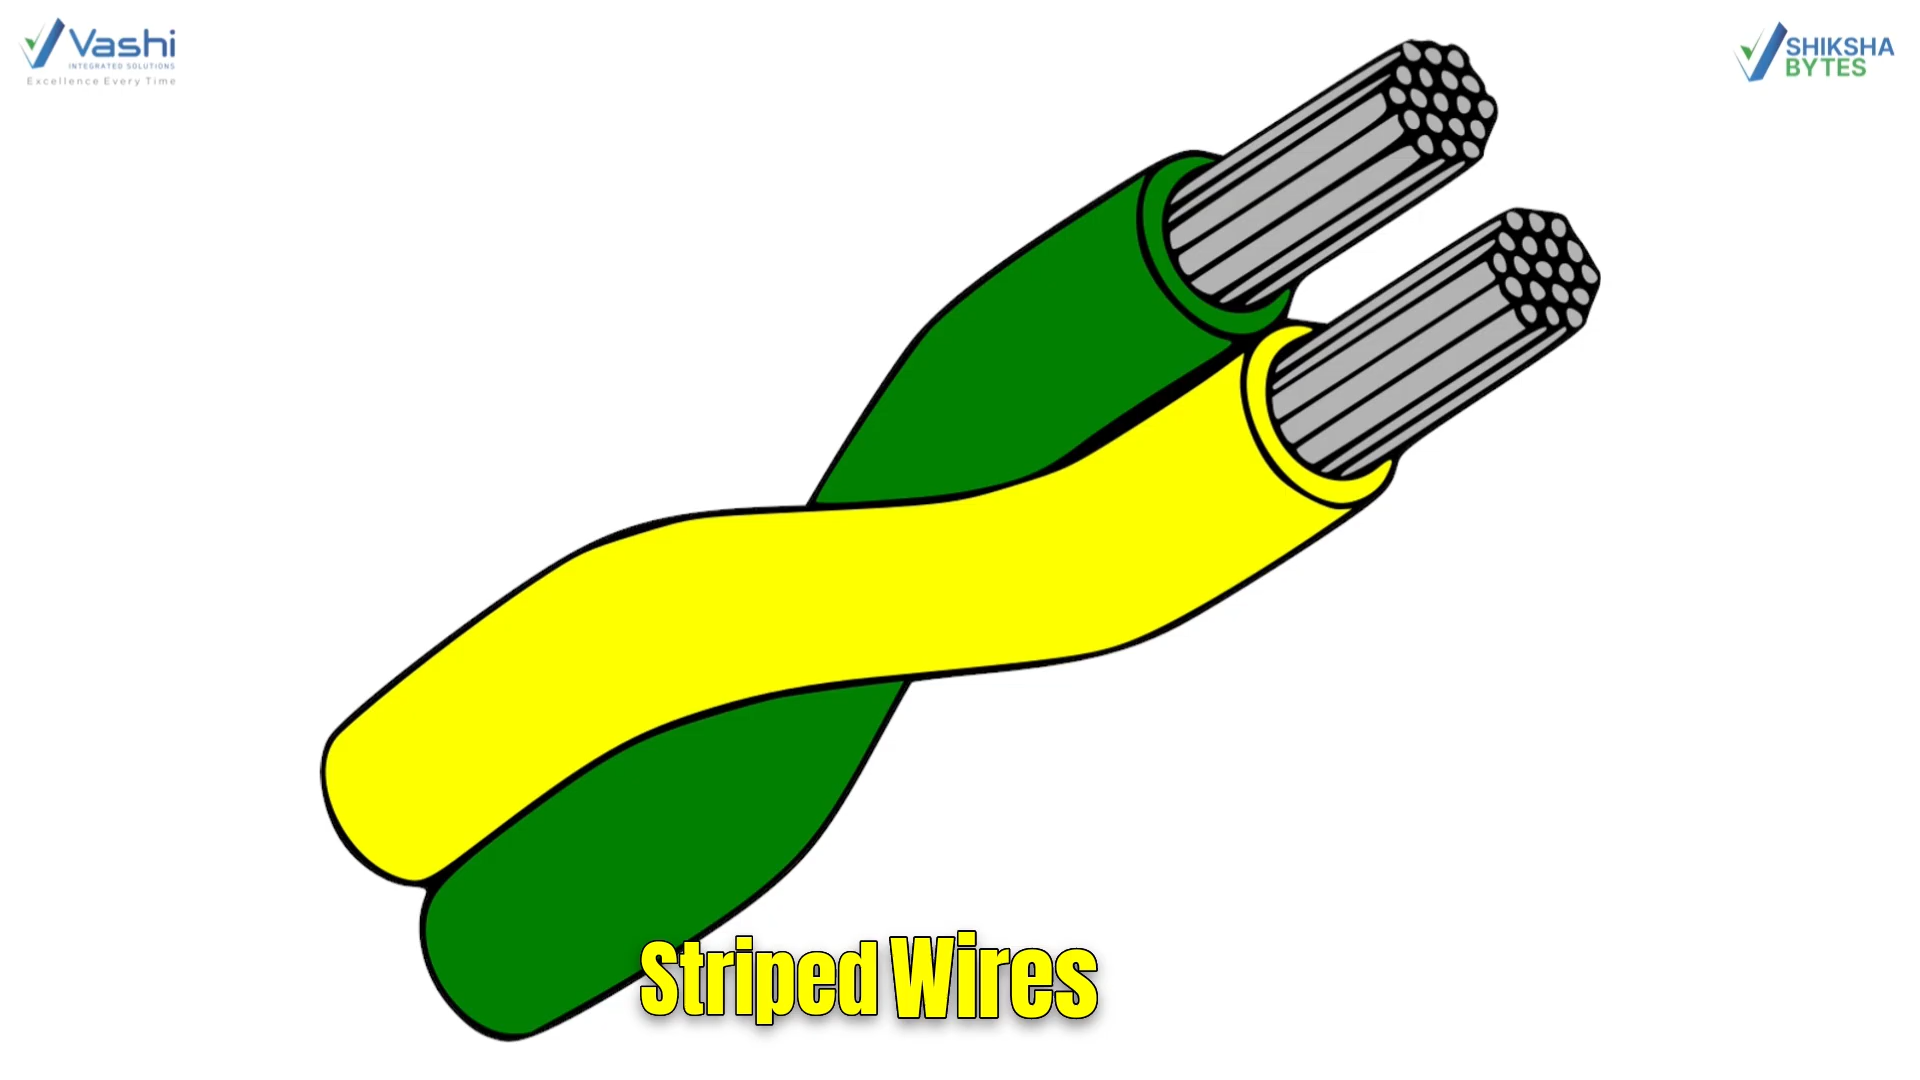 Vashi
INTEGRATED SOLUTIONS
Excellence Every Time
SHIKSHA
BYTES
Striped Wires